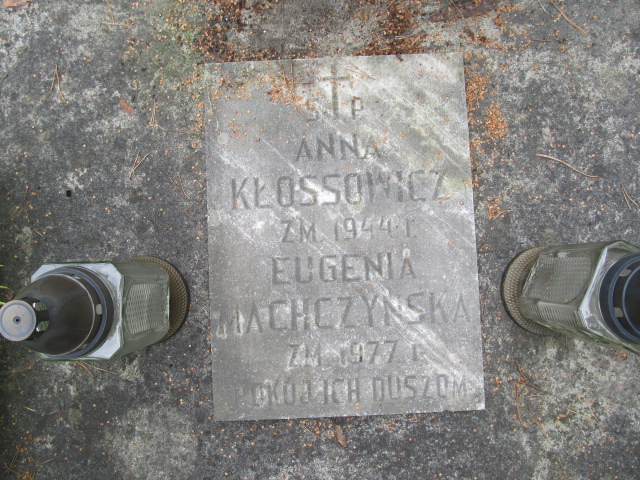 Ś P
ANNA
KŁOSSOWICZ
ZM. 1944 r.
EUGENIA
MACHCZYŃSKA
ZM. 1977 r.
POKÓJ ICH DUSZOM